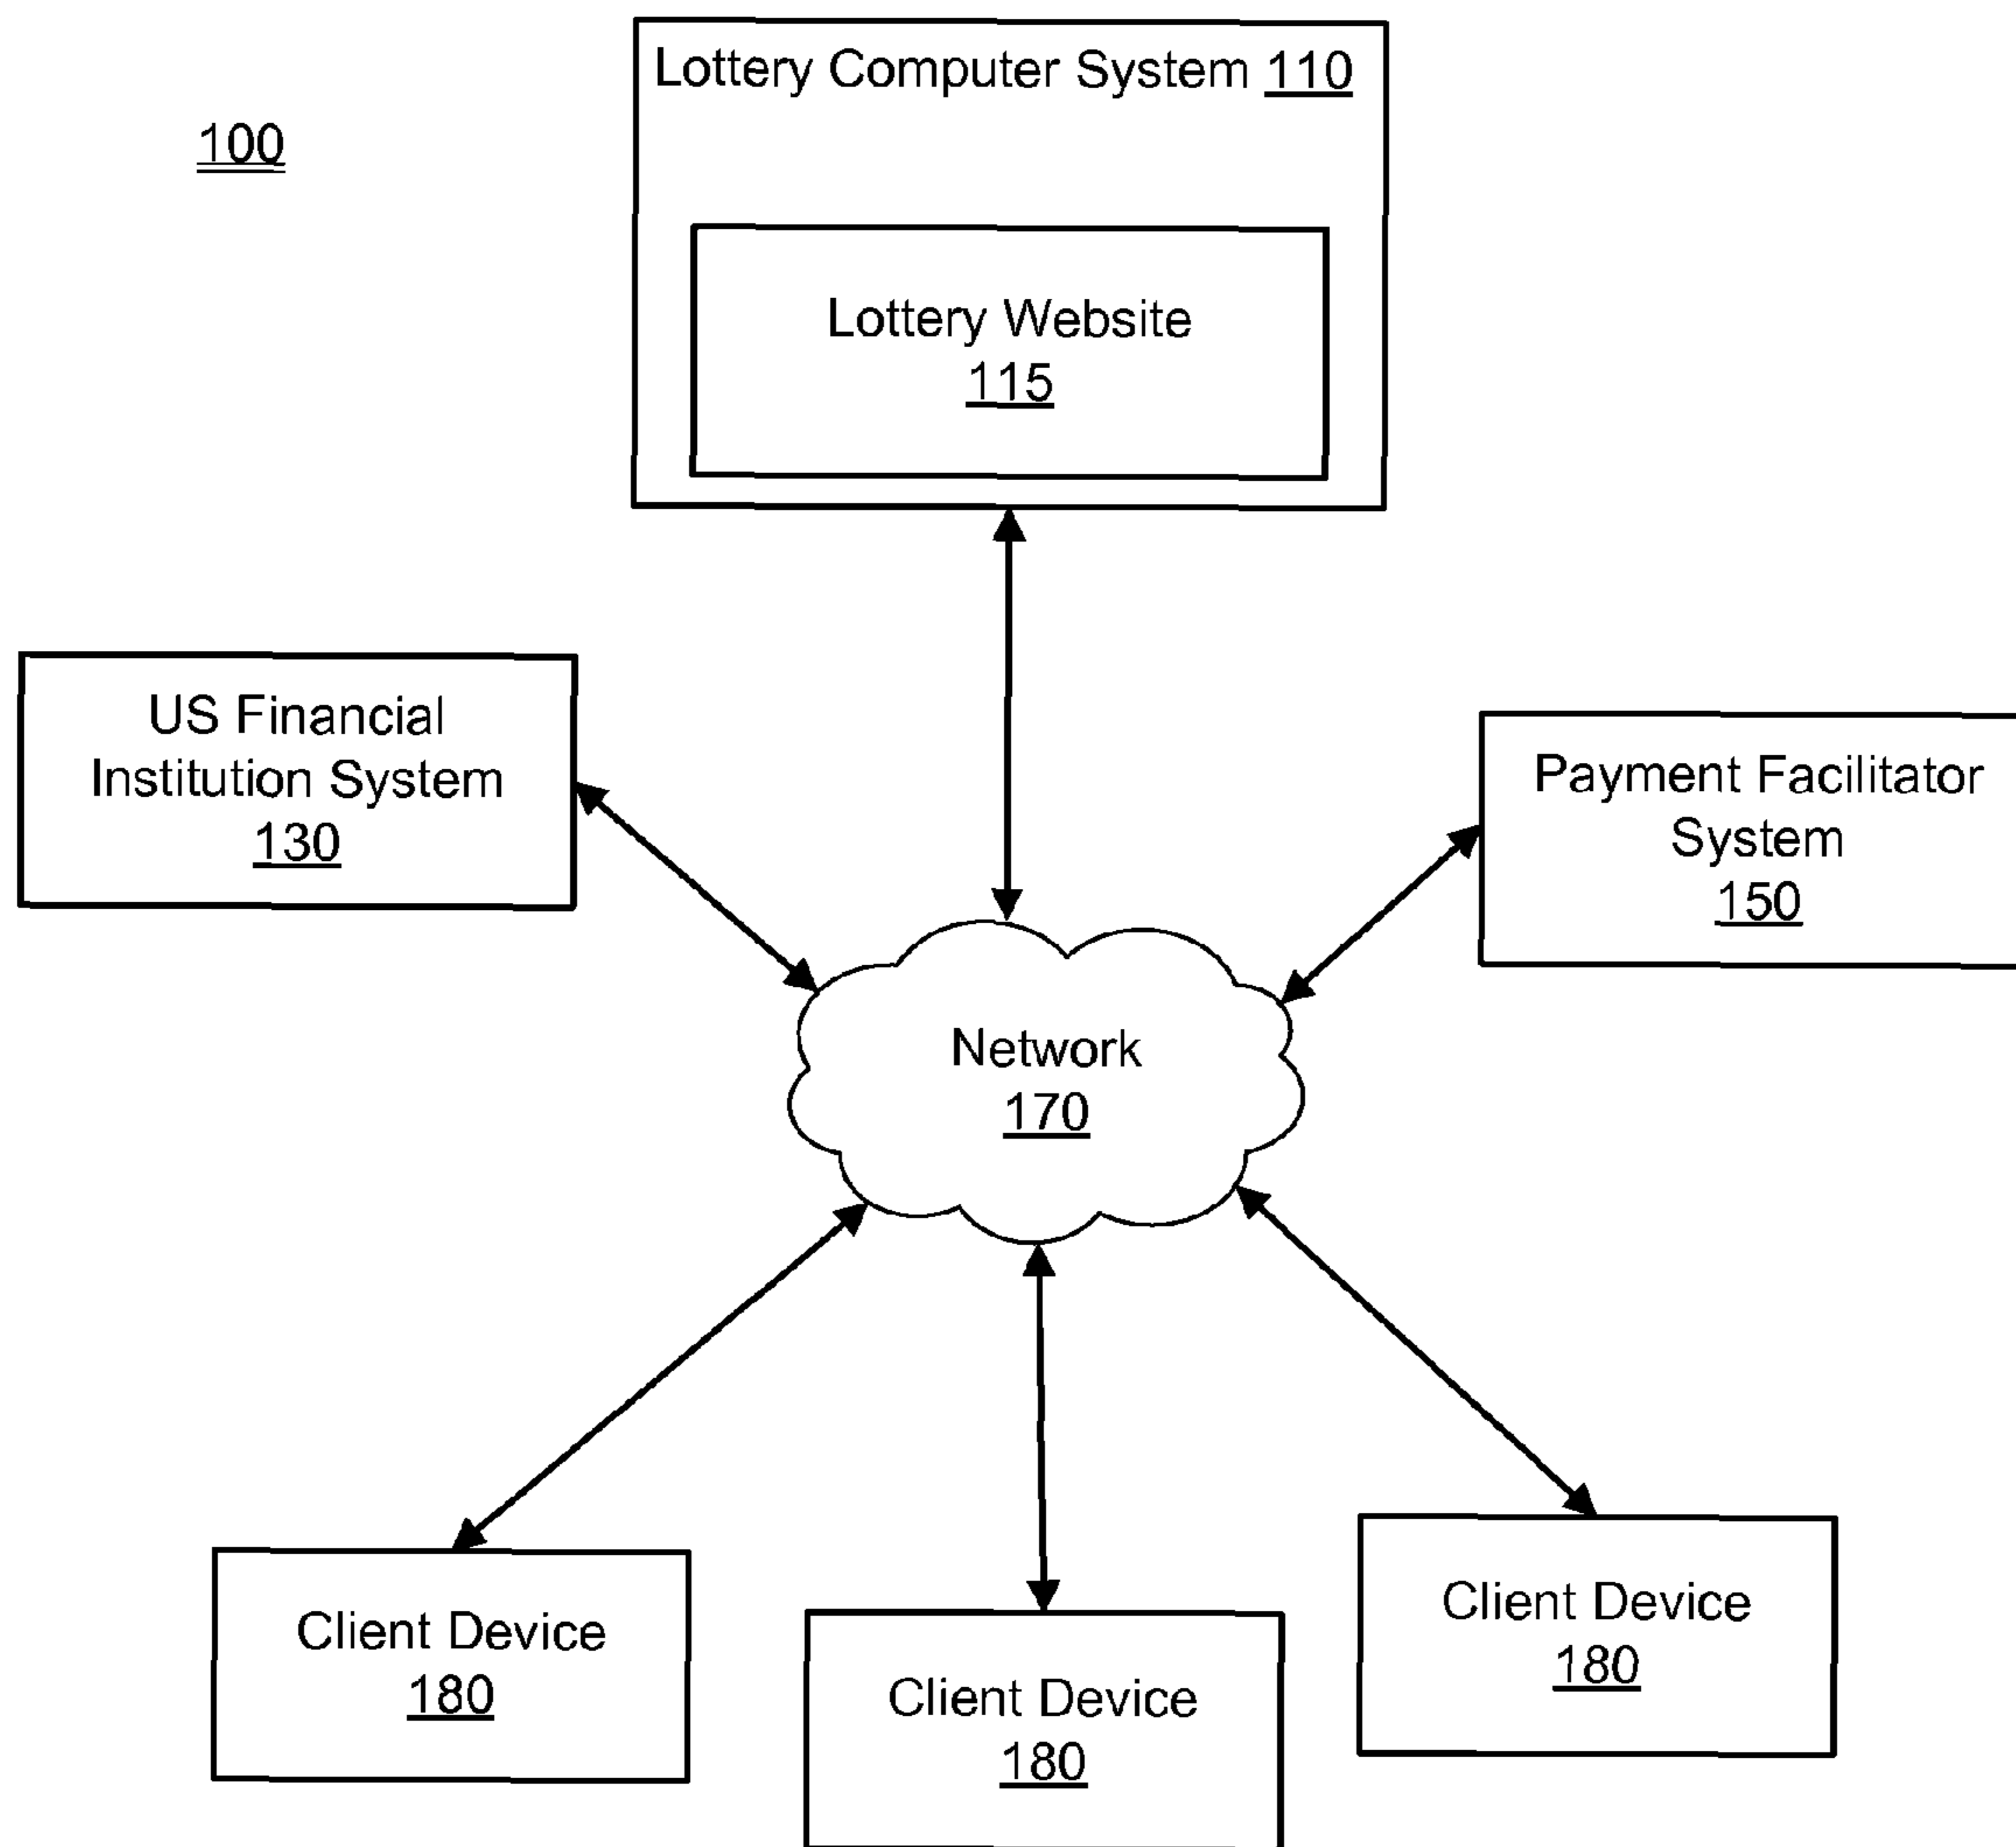 Lottery Computer System 110
100
Lottery Website
115
US Financial
Institution System
130
Payment Facilitator
System
150
Network
170
Client Device
180
Client Device
180
Client Device
180